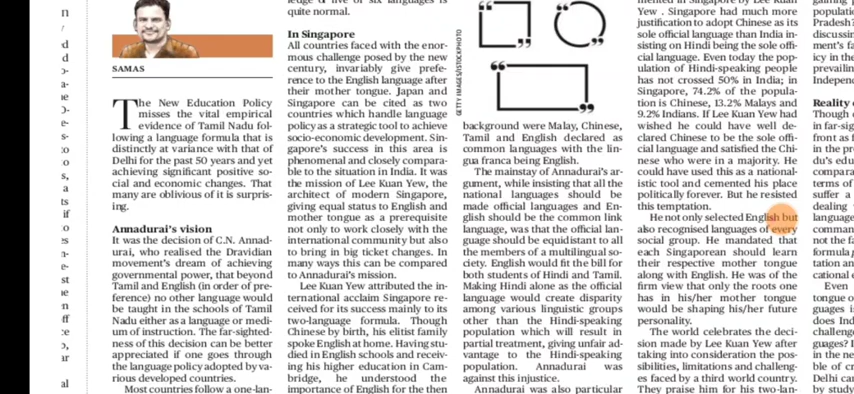 SAMAS
The New Education Policy
misses the vital empirical
evidence of Tamil Nadu fol-
lowing a language formula that is
distinctly at variance with that of
Delhi for the past 50 years and yet
achieving significant positive so-
cial and economic changes. That
many are oblivious of it is surpris-
ing.
Annadurai's vision
It was the decision of C.N. Annad-
urai, who realised the Dravidian
movement's dream of achieving
governmental power, that beyond
Tamil and English (in order of pre-
ference) no other language would
be taught in the schools of Tamil
Nadu either as a language or medi-
um of instruction. The far-sighted-
ness of this decision can be better
appreciated if one goes through
the language policy adopted by va-
rious developed countries.
Most countries follow a one-lan-
quite normal.
In Singapore
All countries faced with the enor-
mous challenge posed by the new
century, invariably give prefe-
rence to the English language after
their mother tongue. Japan and
Singapore can be cited as two
countries which handle language
policy as a strategic tool to achieve
socio-economic development. Sin-
gapore's success in this area is
phenomenal and closely compara-
ble to the situation in India. It was
the mission of Lee Kuan Yew, the
architect of modern Singapore,
giving equal status to English and
mother tongue as a prerequisite
not only to work closely with the
international community but also
to bring in big ticket changes. In
many ways this can be compared
to Annadurai's mission.
Lee Kuan Yew attributed the in-
ternational acclaim Singapore re-
ceived for its success mainly to its
two-language formula. Though
Chinese by birth, his elitist family
spoke English at home. Having stu-
died in English schools and receiv-
ing his higher education in Cam-
bridge, he understood the
importance of English for the then
GETTY IMAGES/ISTOCKPHOTO
background were Malay, Chinese,
Tamil and English declared as
common languages with the lin-
gua franca being English.
The mainstay of Annadurai's ar-
gument, while insisting that all the
national languages should be
made official languages and En-
glish should be the common link
language, was that the official lan-
guage should be equidistant to all
the members of a multilingual so-
ciety. English would fit the bill for
both students of Hindi and Tamil.
Making Hindi alone as the official
language would create disparity
among various linguistic groups
other than the Hindi-speaking
population which will result in
partial treatment, giving unfair ad-
vantage to the Hindi-speaking
population. Annadurai was
against this injustice.
Annadurai was also particular
Yew . Singapore had much more
justification to adopt Chinese as its
sole official language than India in-
sisting on Hindi being the sole offi-
cial language. Even today the pop-
ulation of Hindi-speaking people
has not crossed 50% in India; in
Singapore, 74.2% of the popula-
tion is Chinese, 13.2% Malays and
9.2% Indians. If Lee Kuan Yew had
wished he could have well de-
clared Chinese to be the sole offi-
cial language and satisfied the Chi-
nese who were in a majority. He
could have used this as a national-
istic tool and cemented his place
politically forever. But he resisted
this temptation.
He not only selected English but
also recognised languages of every
social group. He mandated that
each Singaporean should learn
their respective mother tongue
along with English. He was of the
firm view that only the roots one
has in his/her mother tongue
would be shaping his/her future
personality.
The world celebrates the deci-
sion made by Lee Kuan Yew after
taking into consideration the pos-
sibilities, limitations and challeng-
es faced by a third world country.
They praise him for his two-lan-